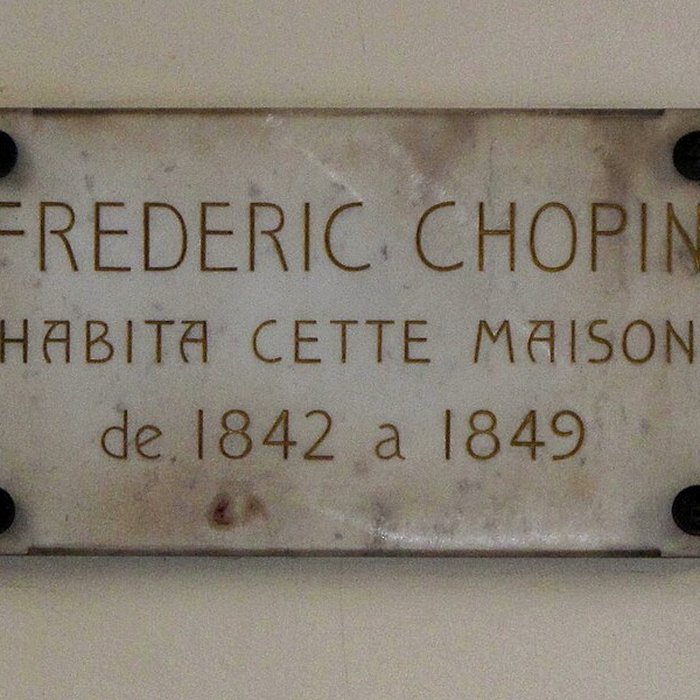 FREDERIC CHOPIN
HABITA CETTE MAISON
de 1842 a 1849